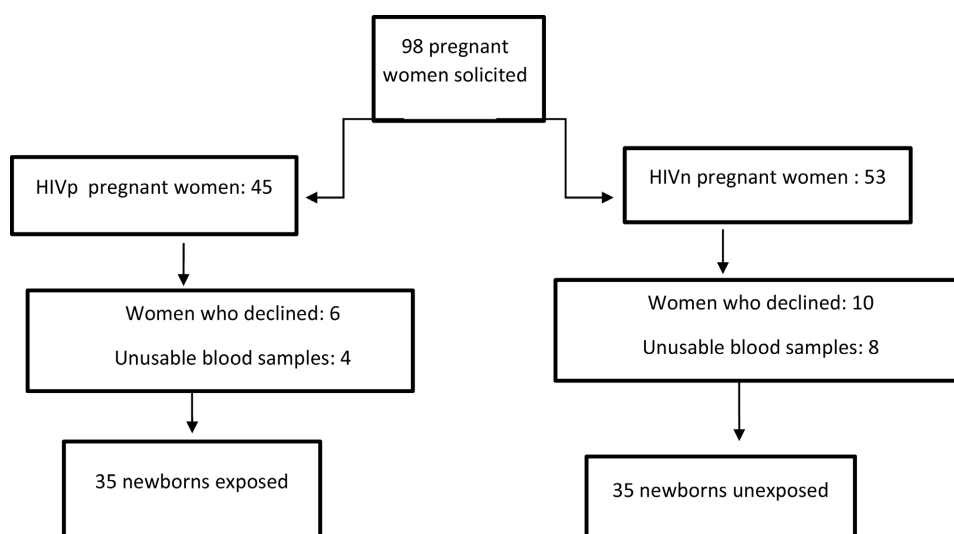 98 pregnant
women solicited
HIVp pregnant women: 45
HIVn pregnant women : 53
Women who declined: 6
Unusable blood samples: 4
Women who declined: 10
Unusable blood samples: 8
35 newborns exposed
35 newborns unexposed